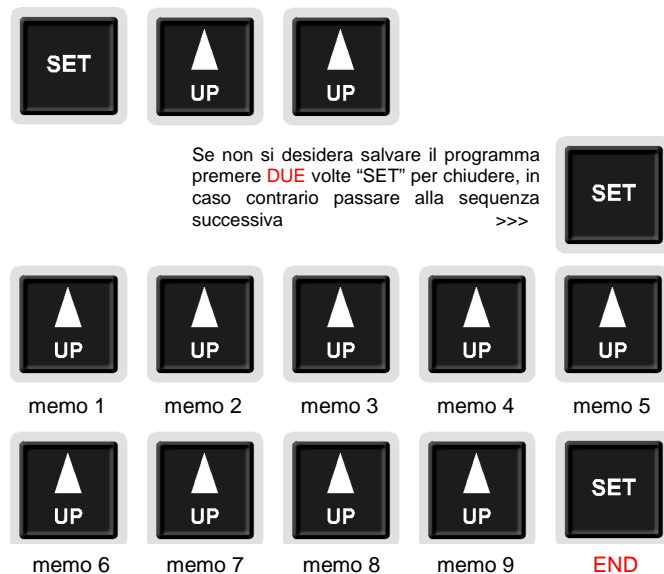 SET UP UP
Se non si desidera salvare il programma
premere DUE volte “SET” per chiudere, in
caso contrario passare alla sequenza
successiva >>>
SET
UP UP UP UP UP
memo 1 memo 2 memo 3 memo 4 memo 5
UP UP UP UP SET
memo 6 memo 7 memo 8 memo 9 END